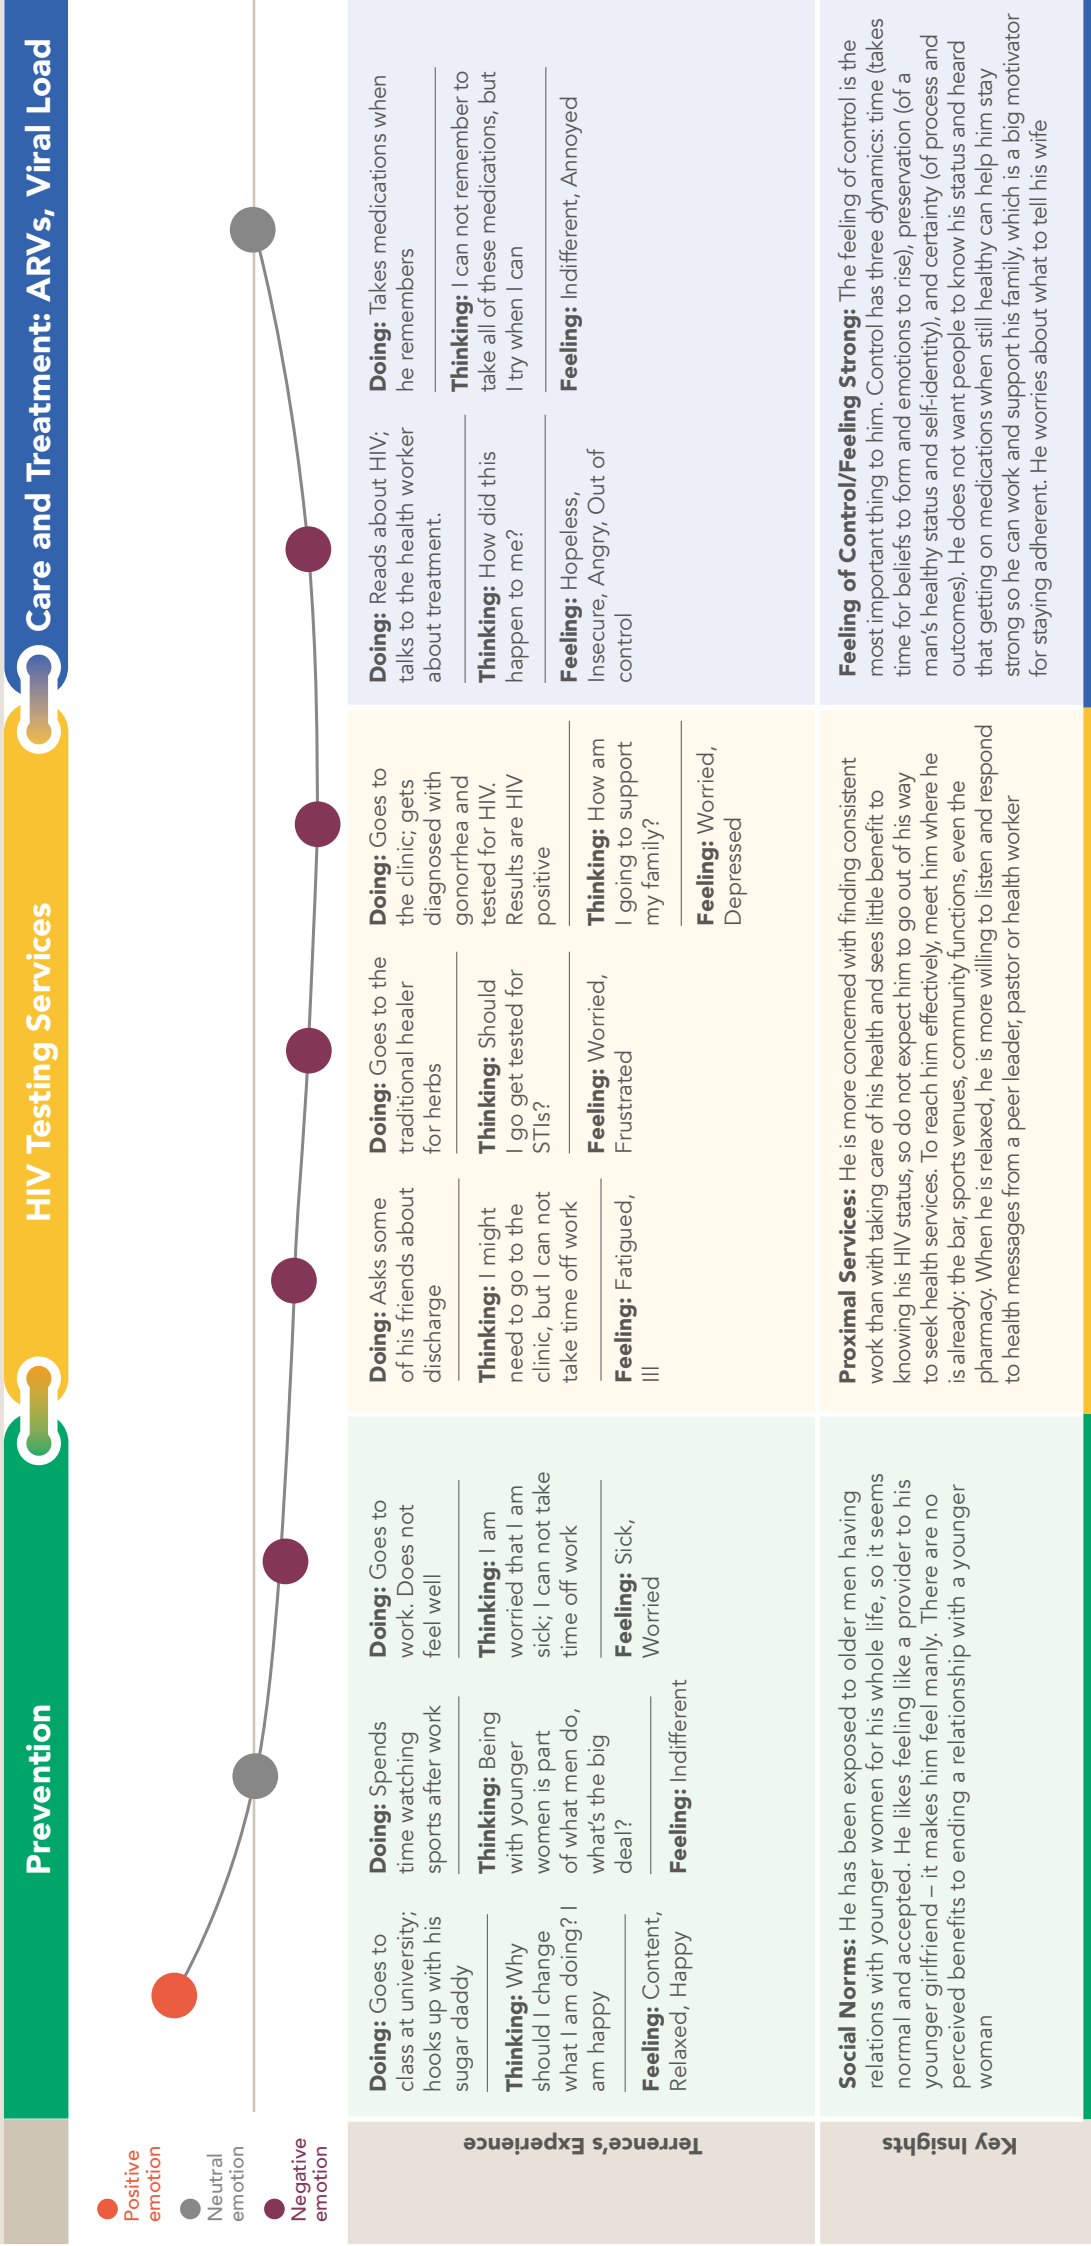 Prevention
HIV Testing Services
Care and Treatment: ARVs, Viral Load
Positive
emotion
Neutral
emotion
Negative
emotion
Terrence's Experience
Doing: Goes to
class at university;
hooks up with his
sugar daddy
Thinking: Why
should I change
what I am doing? I
am happy
Feeling: Content,
Relaxed, Happy
Doing: Spends
time watching
sports after work
Thinking: Being
with younger
women is part
of what men do,
what's the big
deal?
Feeling: Indifferent
Doing: Goes to
work. Does not
feel well
Thinking: I am
worried that I am
sick; I can not take
time off work
Feeling: Sick,
Worried
Doing: Asks some
of his friends about
discharge
Thinking: I might
need to go to the
clinic, but I can not
take time off work
Feeling: Fatigued,
Ill
Doing: Goes to the
traditional healer
for herbs
Thinking: Should
I go get tested for
STIs?
Feeling: Worried,
Frustrated
Doing: Goes to
the clinic; gets
diagnosed with
gonorrhea and
tested for HIV.
Results are HIV
positive
Thinking: How am
I going to support
my family?
Feeling: Worried,
Depressed
Doing: Reads about HIV;
talks to the health worker
about treatment.
Thinking: How did this
happen to me?
Feeling: Hopeless,
Insecure, Angry, Out of
control
Doing: Takes medications when
he remembers
Thinking: I can not remember to
take all of these medications, but
I try when I can
Feeling: Indifferent, Annoyed
Key Insights
Social Norms: He has been exposed to older men having
relations with younger women for his whole life, so it seems
normal and accepted. He likes feeling like a provider to his
younger girlfriend – it makes him feel manly. There are no
perceived benefits to ending a relationship with a younger
woman
Proximal Services: He is more concerned with finding consistent
work than with taking care of his health and sees little benefit to
knowing his HIV status, so do not expect him to go out of his way
to seek health services. To reach him effectively, meet him where he
is already: the bar, sports venues, community functions, even the
pharmacy. When he is relaxed, he is more willing to listen and respond
to health messages from a peer leader, pastor or health worker
Feeling of Control/Feeling Strong: The feeling of control is the
most important thing to him. Control has three dynamics: time (takes
time for beliefs to form and emotions to rise), preservation (of a
man's healthy status and self-identity), and certainty (of process and
outcomes). He does not want people to know his status and heard
that getting on medications when still healthy can help him stay
strong so he can work and support his family, which is a big motivator
for staying adherent. He worries about what to tell his wife